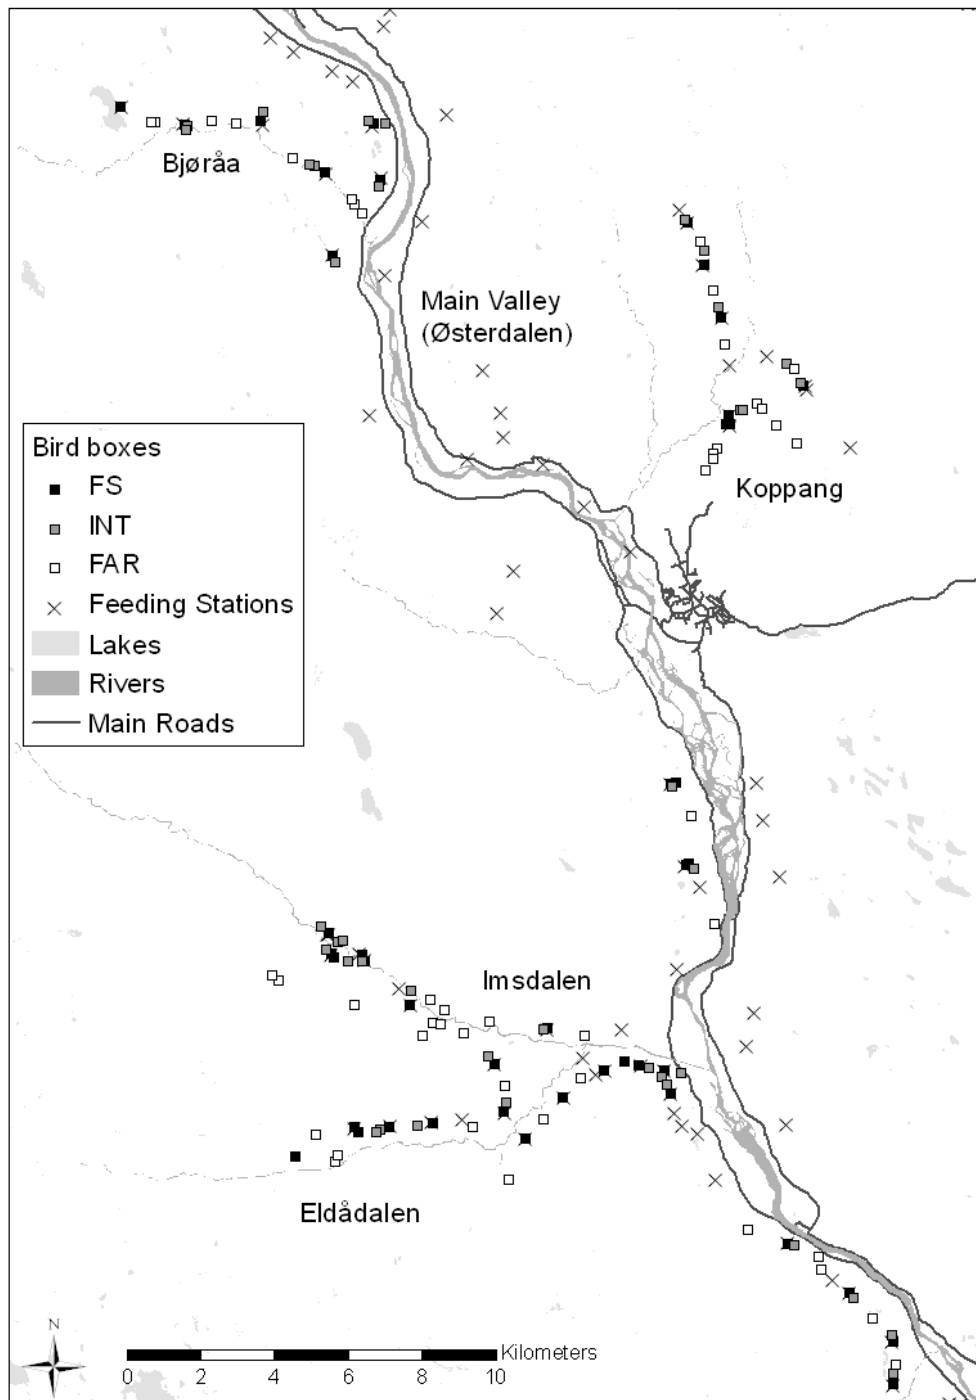 Bjøråa
Main Valley
(Østerdalen)
Bird boxes
FS
INT
FAR
Feeding Stations
Lakes
Rivers
Main Roads
Koppang
Imsdalen
Eldådalen
N
Kilometers
0 2 4 6 8 10